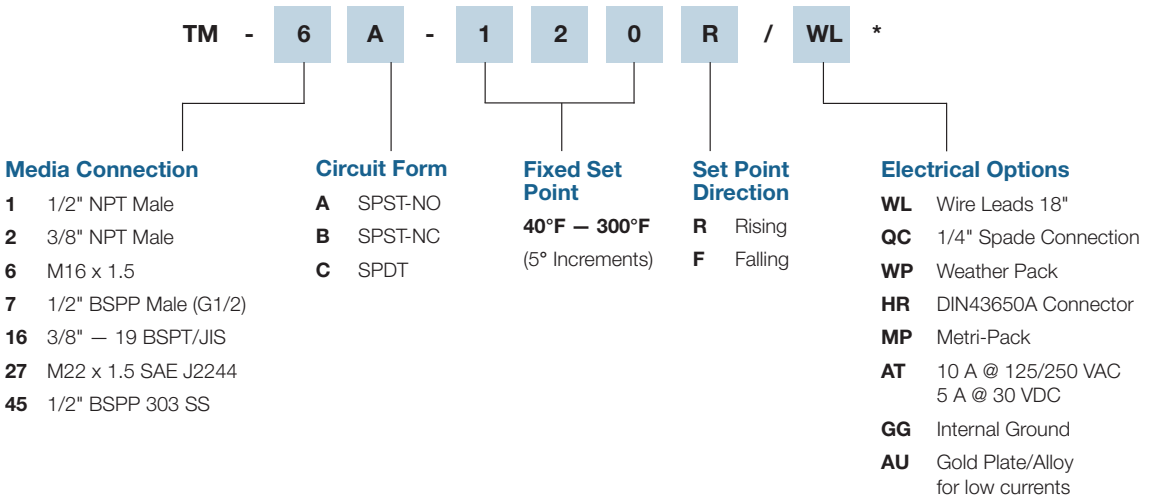 TM - 6 A - 1 2 0 R / WL *
Media Connection
1 1/2" NPT Male
2 3/8" NPT Male
6 M16 x 1.5
7 1/2" BSPP Male (G1/2)
16 3/8" — 19 BSPT/JIS
27 M22 x 1.5 SAE J2244
45 1/2" BSPP 303 SS
Circuit Form
A SPST-NO
B SPST-NC
C SPDT
Fixed Set
Point
40°F — 300°F
(5° Increments)
Set Point
Direction
R Rising
F Falling
Electrical Options
WL Wire Leads 18"
QC 1/4" Spade Connection
WP Weather Pack
HR DIN43650A Connector
MP Metri-Pack
AT 10 A @ 125/250 VAC
5 A @ 30 VDC
GG Internal Ground
AU Gold Plate/Alloy
for low currents